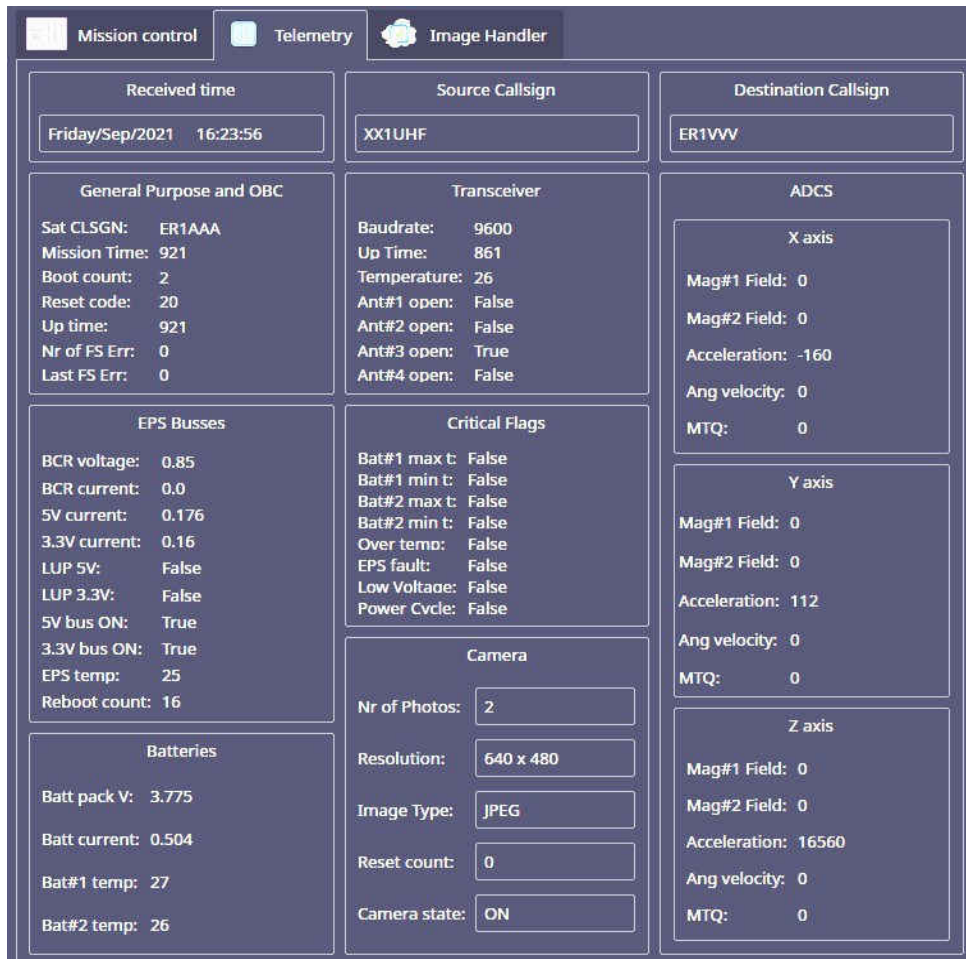 Mission control
Telemetry
Image Handler
Received time
Friday/Sep/2021 16:23:56
Source Callsign
XX1UHF
Destination Callsign
ER1VVV
General Purpose and OBC
Sat CLSGN: ER1AAA
Mission Time: 921
Boot count: 2
Reset code: 20
Up time: 921
Nr of FS Err: 0
Last FS Err: 0
Transceiver
Baudrate: 9600
Up Time: 861
Temperature: 26
Ant#1 open: False
Ant#2 open: False
Ant#3 open: True
Ant#4 open: False
ADCS
X axis
Mag#1 Field: 0
Mag#2 Field: 0
Acceleration: -160
Ang velocity: 0
MTQ: 0
Y axis
Mag#1 Field: 0
Mag#2 Field: 0
Acceleration: 112
Ang velocity: 0
MTQ: 0
Z axis
Mag#1 Field: 0
Mag#2 Field: 0
Acceleration: 16560
Ang velocity: 0
MTQ: 0
EPS Busses
BCR voltage: 0.85
BCR current: 0.0
5V current: 0.176
3.3V current: 0.16
LUP 5V: False
LUP 3.3V: False
5V bus ON: True
3.3V bus ON: True
EPS temp: 25
Reboot count: 16
Critical Flags
Bat#1 max t: False
Bat#1 min t: False
Bat#2 max t: False
Bat#2 min t: False
Over temp: False
EPS fault: False
Low Voltage: False
Power Cycle: False
Batteries
Batt pack V: 3.775
Batt current: 0.504
Bat#1 temp: 27
Bat#2 temp: 26
Camera
Nr of Photos: 2
Resolution: 640 x 480
Image Type: JPEG
Reset count: 0
Camera state: ON